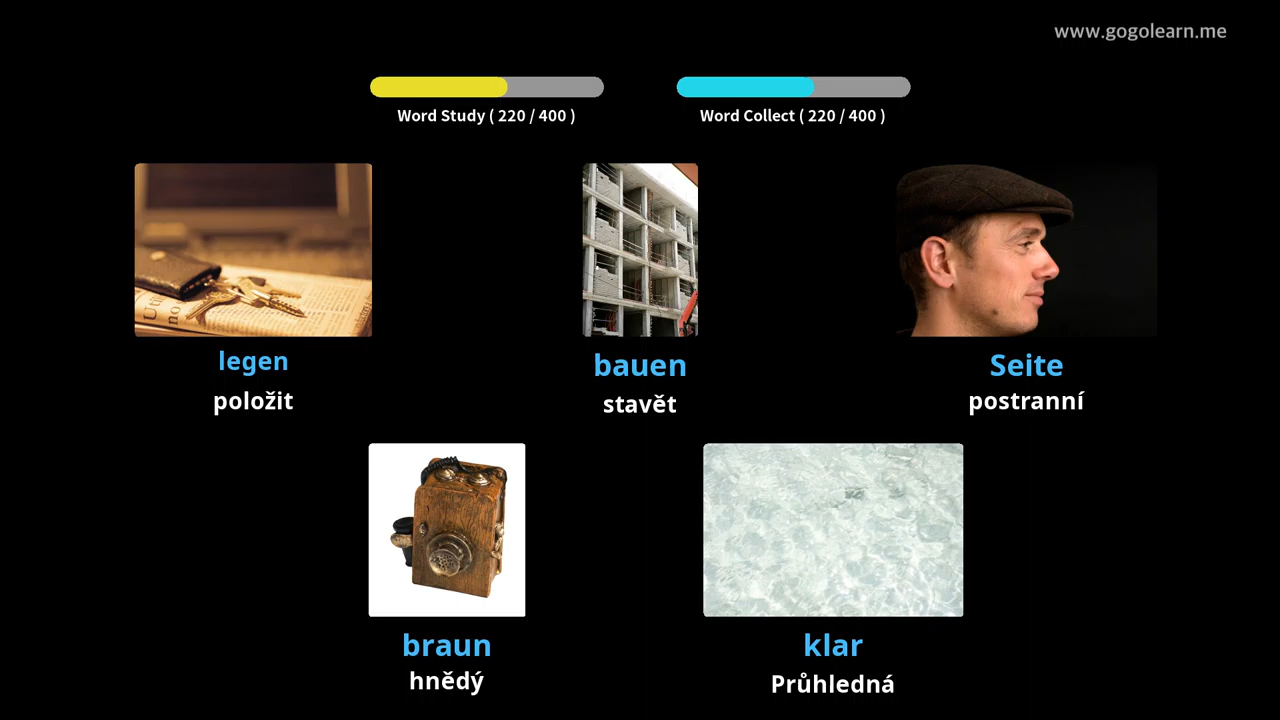 www.gogolearn.me
Word Study ( 220 / 400 )
Word Collect ( 220 / 400 )
legen
položit
bauen
stavět
Seite
postranní
braun
hnědý
klar
Průhledná